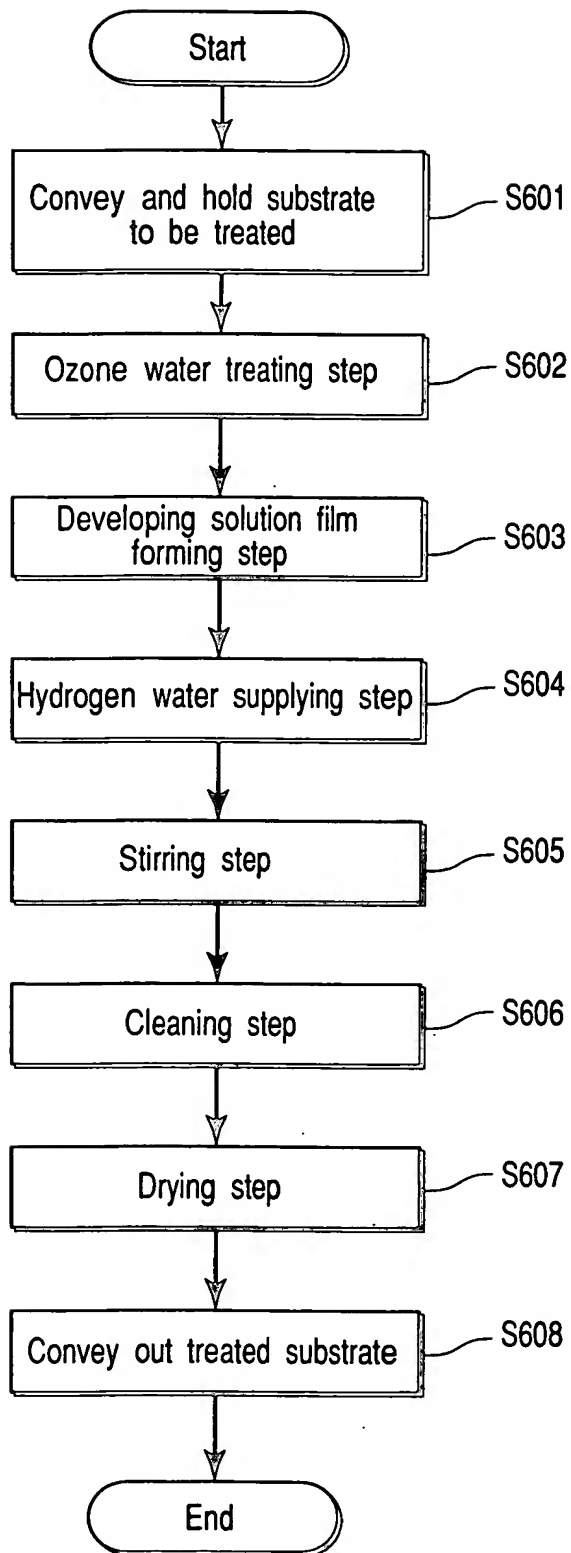 Start
Convey and hold substrate
to be treated
S601
Ozone water treating step
S602
Developing solution film
forming step
S603
Hydrogen water supplying step
S604
Stirring step
S605
Cleaning step
S606
Drying step
S607
Convey out treated substrate
S608
End